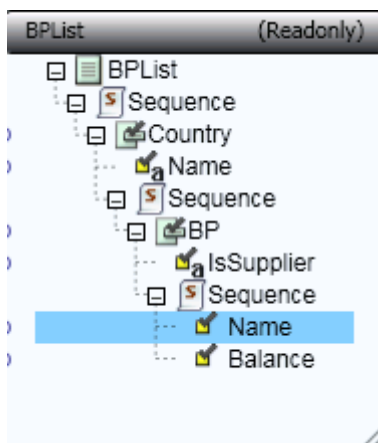 BPList (Readonly)
BPList
Sequence
Country
a Name
Sequence
BP
a IsSupplier
Sequence
Name
Balance